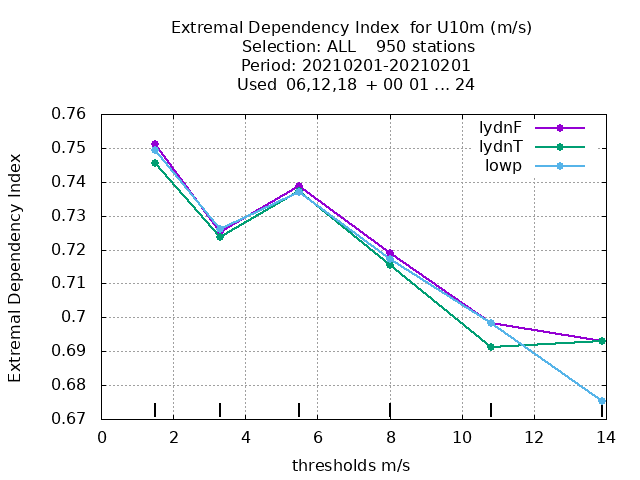 Extremal Dependency Index  for U10m (m/s)
Selection: ALL    950 stations
Period: 20210201-20210201
Used  06,12,18  + 00 01 ... 24
Extremal Dependency Index
0.76
0.75
0.74
0.73
0.72
0.71
0.7
0.69
0.68
0.67
lydnF
lydnT
lowp
0 2 4 6 8 10 12 14
thresholds m/s